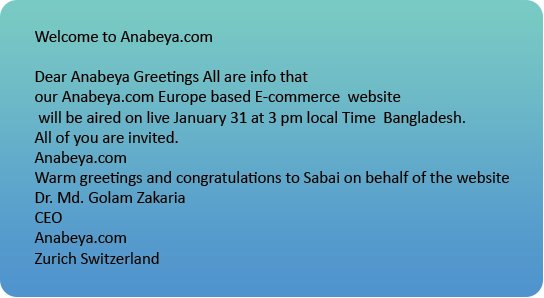 Welcome to Anabeya.com
Dear Anabeya Greetings All are info that
our Anabeya.com Europe based E-commerce  website
will be aired on live January 31 at 3 pm local Time  Bangladesh.
All of you are invited.
Anabeya.com
Warm greetings and congratulations to Sabai on behalf of the website
Dr. Md. Golam Zakaria
CEO
Anabeya.com
Zurich Switzerland